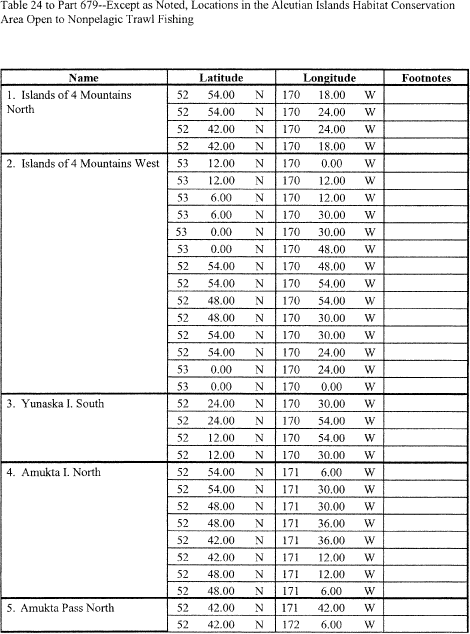 Table 24 to Part 679--Except as Noted, Locations in the Aleutian Islands Habitat Conservation
Area Open to Nonpelagic Trawl Fishing
Name Latitude Longitude Footnotes
1. Islands of 4 Mountains 52 54.00 N 170 18.00 W
North 52 54.00 N 170 24.00 W
52 42.00 N 170 24.00 W
52 42.00 N 170 18.00 W
2. Islands of 4 Mountains West 53 12.00 N 170 0.00 W
53 12.00 N 170 12.00 W
53 6.00 N 170 12.00 W
53 6.00 N 170 30.00 W
53 0.00 N 170 30.00 W
53 0.00 N 170 48.00 W
52 54.00 N 170 48.00 W
52 54.00 N 170 54.00 W
52 48.00 N 170 54.00 W
52 48.00 N 170 30.00 W
52 54.00 N 170 30.00 W
52 54.00 N 170 24.00 W
53 0.00 N 170 24.00 W
53 0.00 N 170 0.00 W
3. Yunaska I. South 52 24.00 N 170 30.00 W
52 24.00 N 170 54.00 W
52 12.00 N 170 54.00 W
52 12.00 N 170 30.00 W
4. Amukta I. North 52 54.00 N 171 6.00 W
52 54.00 N 171 30.00 W
52 48.00 N 171 30.00 W
52 48.00 N 171 36.00 W
52 42.00 N 171 36.00 W
52 42.00 N 171 12.00 W
52 48.00 N 171 12.00 W
52 48.00 N 171 6.00 W
5. Amukta Pass North 52 42.00 N 171 42.00 W
52 42.00 N 172 6.00 W